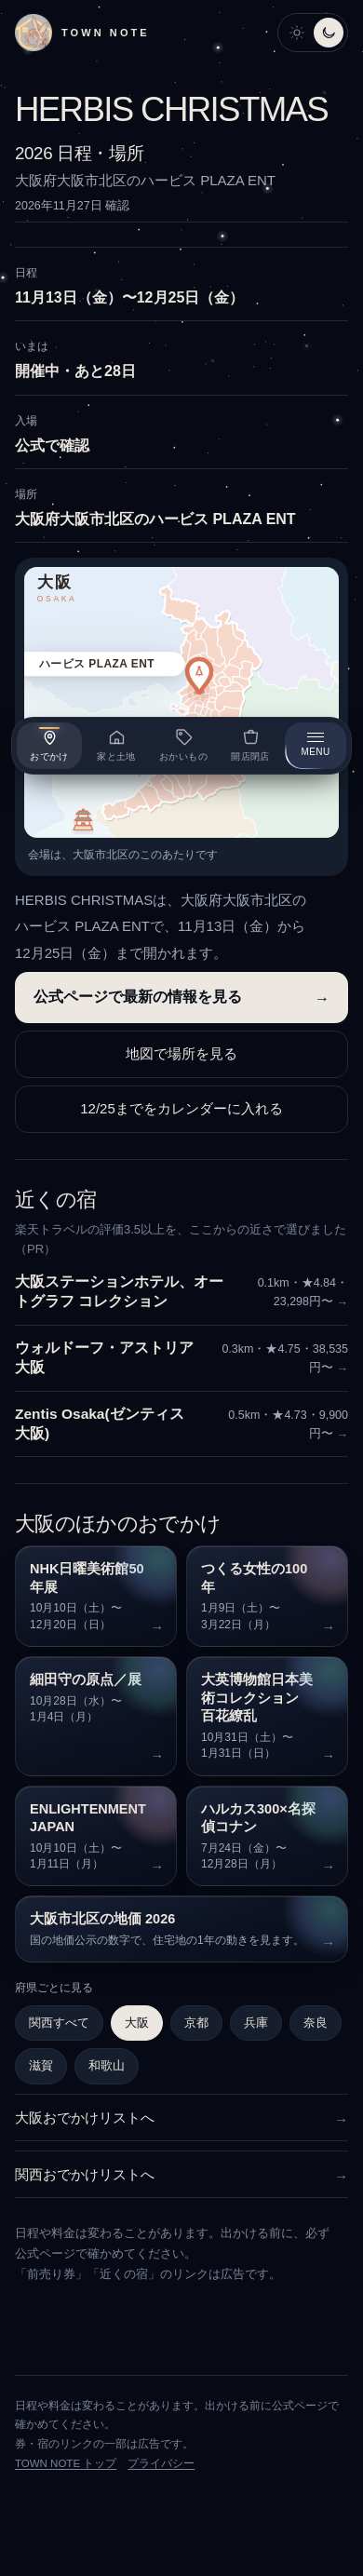 TOWN NOTE
HERBIS CHRISTMAS
2026 日程・場所
大阪府大阪市北区のハービス PLAZA ENT
2026年11月27日 確認
日程
11月13日（金）〜12月25日（金）
いまは
開催中・あと28日
入場
公式で確認
場所
大阪府大阪市北区のハービス PLAZA ENT
大阪
OSAKA
ハービス PLAZA ENT
おでかけ
家と土地
おかいもの
開店閉店
MENU
会場は、大阪市北区のこのあたりです
HERBIS CHRISTMASは、大阪府大阪市北区の
ハービス PLAZA ENTで、11月13日（金）から
12月25日（金）まで開かれます。
公式ページで最新の情報を見る →
地図で場所を見る
12/25までをカレンダーに入れる
近くの宿
楽天トラベルの評価3.5以上を、ここからの近さで選びました
（PR）
大阪ステーションホテル、オー
トグラフ コレクション
0.1km・★4.84・
23,298円〜 →
ウォルドーフ・アストリア
大阪
0.3km・★4.75・38,535
円〜 →
Zentis Osaka(ゼンティス
大阪)
0.5km・★4.73・9,900
円〜 →
大阪のほかのおでかけ
NHK日曜美術館50
年展
10月10日（土）〜
12月20日（日） →
つくる女性の100
年
1月9日（土）〜
3月22日（月） →
細田守の原点／展
10月28日（水）〜
1月4日（月）
→
大英博物館日本美
術コレクション
百花繚乱
10月31日（土）〜
1月31日（日） →
ENLIGHTENMENT
JAPAN
10月10日（土）〜
1月11日（月） →
ハルカス300×名探
偵コナン
7月24日（金）〜
12月28日（月） →
大阪市北区の地価 2026
国の地価公示の数字で、住宅地の1年の動きを見ます。 →
府県ごとに見る
関西すべて
大阪
京都
兵庫
奈良
滋賀
和歌山
大阪おでかけリストへ →
関西おでかけリストへ →
日程や料金は変わることがあります。出かける前に、必ず
公式ページで確かめてください。
「前売り券」「近くの宿」のリンクは広告です。
日程や料金は変わることがあります。出かける前に公式ページで
確かめてください。
券・宿のリンクの一部は広告です。
TOWN NOTE トップ プライバシー